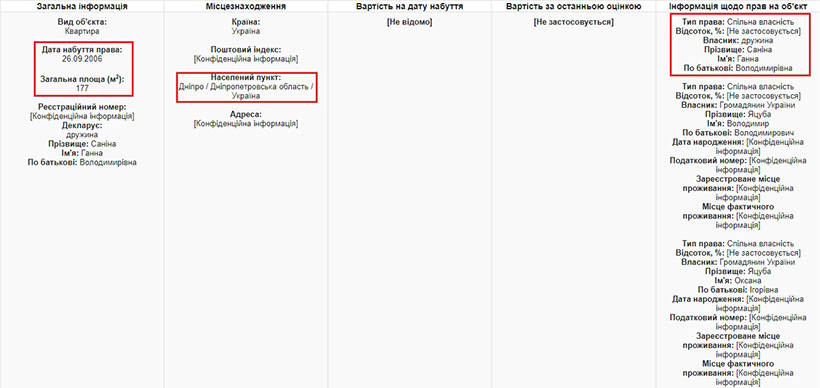 Загальна інформація
Вид об'єкта:
Квартира
Дата набуття права:
26.09.2006
Загальна площа (м²):
177
Реєстраційний номер:
[Конфіденційна інформація]
Декларує:
дружина
Прізвище: Саніна
Ім'я: Ганна
По батькові: Володимирівна
Місцезнаходження
Країна:
Україна
Поштовий індекс:
[Конфіденційна інформація]
Населений пункт:
Дніпро / Дніпропетровська область /
Україна
Адреса:
[Конфіденційна інформація]
Вартість на дату набуття
[Не відомо]
Вартість за останньою оцінкою
[Не застосовується]
Інформація щодо прав на об'єкт
Тип права: Спільна власність
Відсоток, %: [Не застосовується]
Власник: дружина
Прізвище: Саніна
Ім'я: Ганна
По батькові: Володимирівна
Тип права: Спільна власність
Відсоток, %: [Не застосовується]
Власник: Громадянин України
Прізвище: Яцуба
Ім'я: Володимир
По батькові: Володимирович
Дата народження: [Конфіденційна
інформація]
Податковий номер: [Конфіденційна
інформація]
Зареєстроване місце
проживання: [Конфіденційна
інформація]
Місце фактичного
проживання: [Конфіденційна
інформація]
Тип права: Спільна власність
Відсоток, %: [Не застосовується]
Власник: Громадянин України
Прізвище: Яцуба
Ім'я: Оксана
По батькові: Ігорівна
Дата народження: [Конфіденційна
інформація]
Податковий номер: [Конфіденційна
інформація]
Зареєстроване місце
проживання: [Конфіденційна
інформація]
Місце фактичного
проживання: [Конфіденційна
інформація]